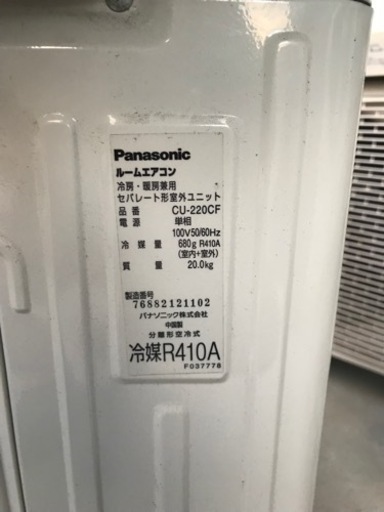 Panasonic
ルームエアコン
冷房・暖房兼用
セパレート形室外ユニット
品番 CU-220CF
電源 単相
100V50/60Hz
冷媒量 680g R410A
(室内+室外)
質量 20.0kg
製造番号
76882121102
パナソニック株式会社
中国製
分離形空冷式
冷媒R410A
F037778